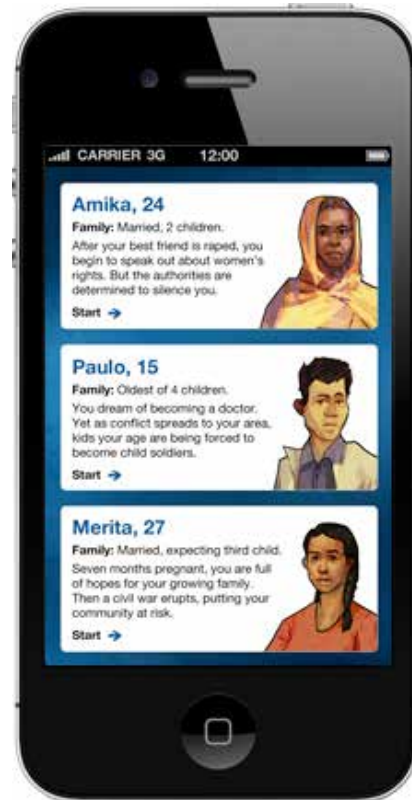 CARRIER 3G 12:00
Amika, 24
Family: Married, 2 children.
After your best friend is raped, you
begin to speak out about women's
rights. But the authorities are
determined to silence you.
Start →
Paulo, 15
Family: Oldest of 4 children.
You dream of becoming a doctor.
Yet as conflict spreads to your area,
kids your age are being forced to
become child soldiers.
Start →
Merita, 27
Family: Married, expecting third child.
Seven months pregnant, you are full
of hopes for your growing family.
Then a civil war erupts, putting your
community at risk.
Start →